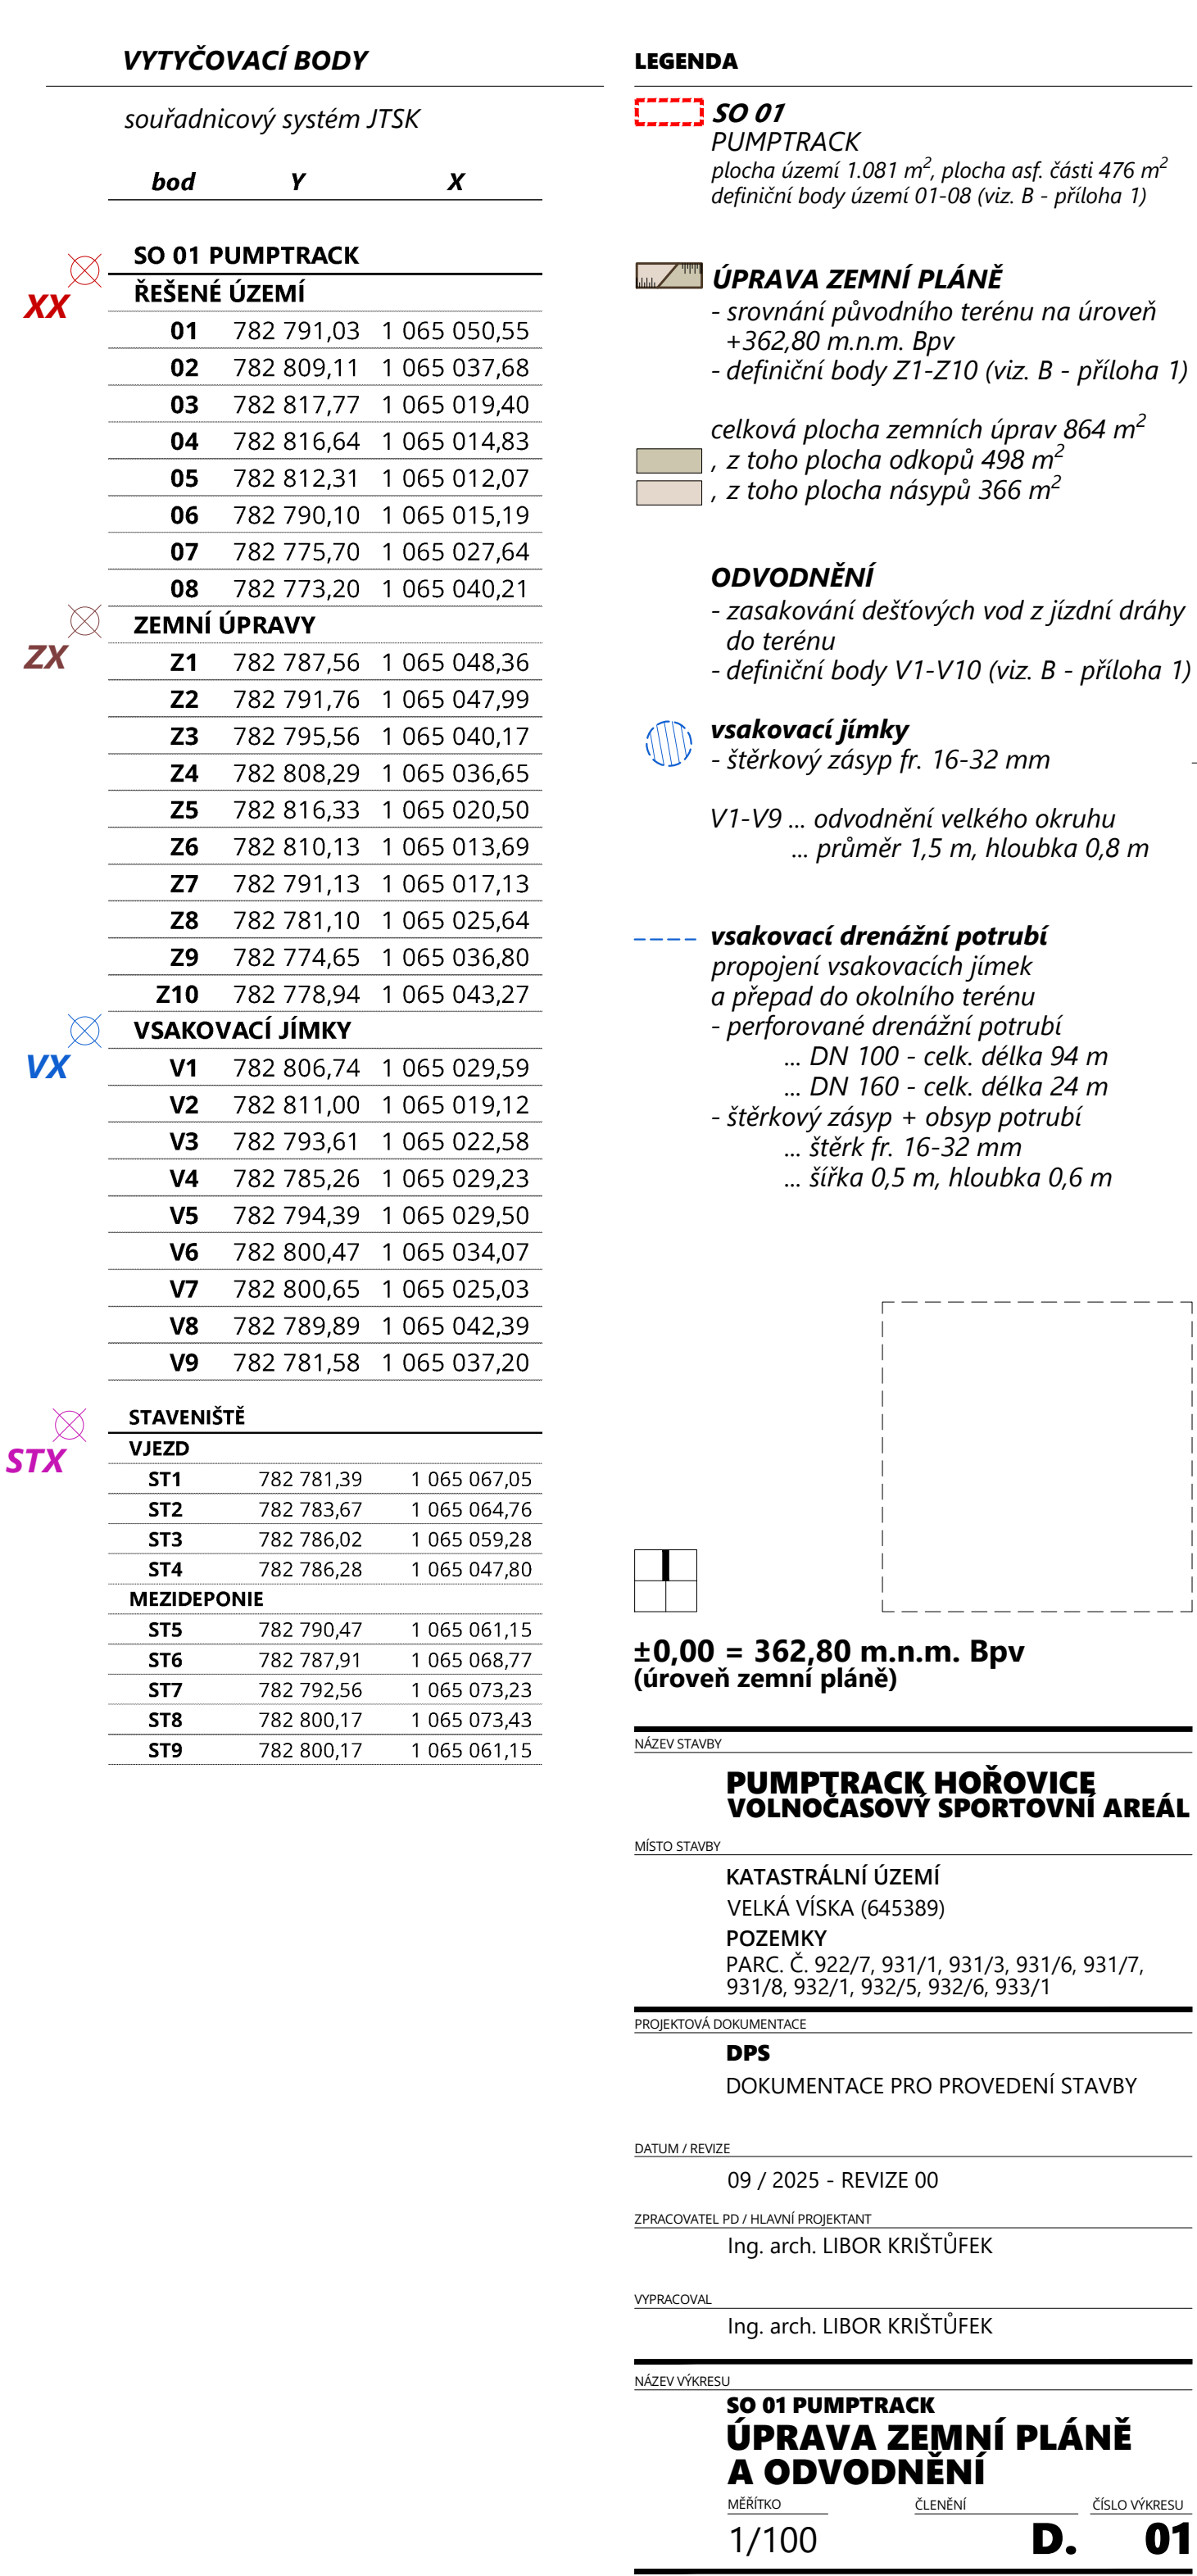 VYTYČOVACÍ BODY
souřadnicový systém JTSK
bod Y X
SO 01 PUMPTRACK
XX
ŘEŠENÉ ÚZEMÍ
01 782 791,03 1 065 050,55
02 782 809,11 1 065 037,68
03 782 817,77 1 065 019,40
04 782 816,64 1 065 014,83
05 782 812,31 1 065 012,07
06 782 790,10 1 065 015,19
07 782 775,70 1 065 027,64
08 782 773,20 1 065 040,21
ZEMNÍ ÚPRAVY
ZX
Z1 782 787,56 1 065 048,36
Z2 782 791,76 1 065 047,99
Z3 782 795,56 1 065 040,17
Z4 782 808,29 1 065 036,65
Z5 782 816,33 1 065 020,50
Z6 782 810,13 1 065 013,69
Z7 782 791,13 1 065 017,13
Z8 782 781,10 1 065 025,64
Z9 782 774,65 1 065 036,80
Z10 782 778,94 1 065 043,27
VSAKOVACÍ JÍMKY
VX
V1 782 806,74 1 065 029,59
V2 782 811,00 1 065 019,12
V3 782 793,61 1 065 022,58
V4 782 785,26 1 065 029,23
V5 782 794,39 1 065 029,50
V6 782 800,47 1 065 034,07
V7 782 800,65 1 065 025,03
V8 782 789,89 1 065 042,39
V9 782 781,58 1 065 037,20
STAVENIŠTĚ
STX
VJEZD
ST1 782 781,39 1 065 067,05
ST2 782 783,67 1 065 064,76
ST3 782 786,02 1 065 059,28
ST4 782 786,28 1 065 047,80
MEZIDEPONIE
ST5 782 790,47 1 065 061,15
ST6 782 787,91 1 065 068,77
ST7 782 792,56 1 065 073,23
ST8 782 800,17 1 065 073,43
ST9 782 800,17 1 065 061,15
LEGENDA
SO 01
PUMPTRACK
plocha území 1.081 m², plocha asf. části 476 m²
definiční body území 01-08 (viz. B - příloha 1)
ÚPRAVA ZEMNÍ PLÁNĚ
- srovnání původního terénu na úroveň
+362,80 m.n.m. Bpv
- definiční body Z1-Z10 (viz. B - příloha 1)
celková plocha zemních úprav 864 m²
, z toho plocha odkopů 498 m²
, z toho plocha násypů 366 m²
ODVODNĚNÍ
- zasakování dešťových vod z jízdní dráhy
do terénu
- definiční body V1-V10 (viz. B - příloha 1)
vsakovací jímky
- štěrkový zásyp fr. 16-32 mm
V1-V9 ... odvodnění velkého okruhu
... průměr 1,5 m, hloubka 0,8 m
vsakovací drenážní potrubí
propojení vsakovacích jímek
a přepad do okolního terénu
- perforované drenážní potrubí
... DN 100 - celk. délka 94 m
... DN 160 - celk. délka 24 m
- štěrkový zásyp + obsyp potrubí
... štěrk fr. 16-32 mm
... šířka 0,5 m, hloubka 0,6 m
±0,00 = 362,80 m.n.m. Bpv
(úroveň zemní pláně)
NÁZEV STAVBY
PUMPTRACK HOŘOVICE
VOLNOČASOVÝ SPORTOVNÍ AREÁL
MÍSTO STAVBY
KATASTRÁLNÍ ÚZEMÍ
VELKÁ VÍSKA (645389)
POZEMKY
PARC. Č. 922/7, 931/1, 931/3, 931/6, 931/7,
931/8, 932/1, 932/5, 932/6, 933/1
PROJEKTOVÁ DOKUMENTACE
DPS
DOKUMENTACE PRO PROVEDENÍ STAVBY
DATUM / REVIZE
09 / 2025 - REVIZE 00
ZPRACOVATEL PD / HLAVNÍ PROJEKTANT
Ing. arch. LIBOR KRIŠTŮFEK
VYPRACOVAL
Ing. arch. LIBOR KRIŠTŮFEK
NÁZEV VÝKRESU
SO 01 PUMPTRACK
ÚPRAVA ZEMNÍ PLÁNĚ
A ODVODNĚNÍ
MĚŘÍTKO ČLENĚNÍ ČÍSLO VÝKRESU
1/100 D. 01